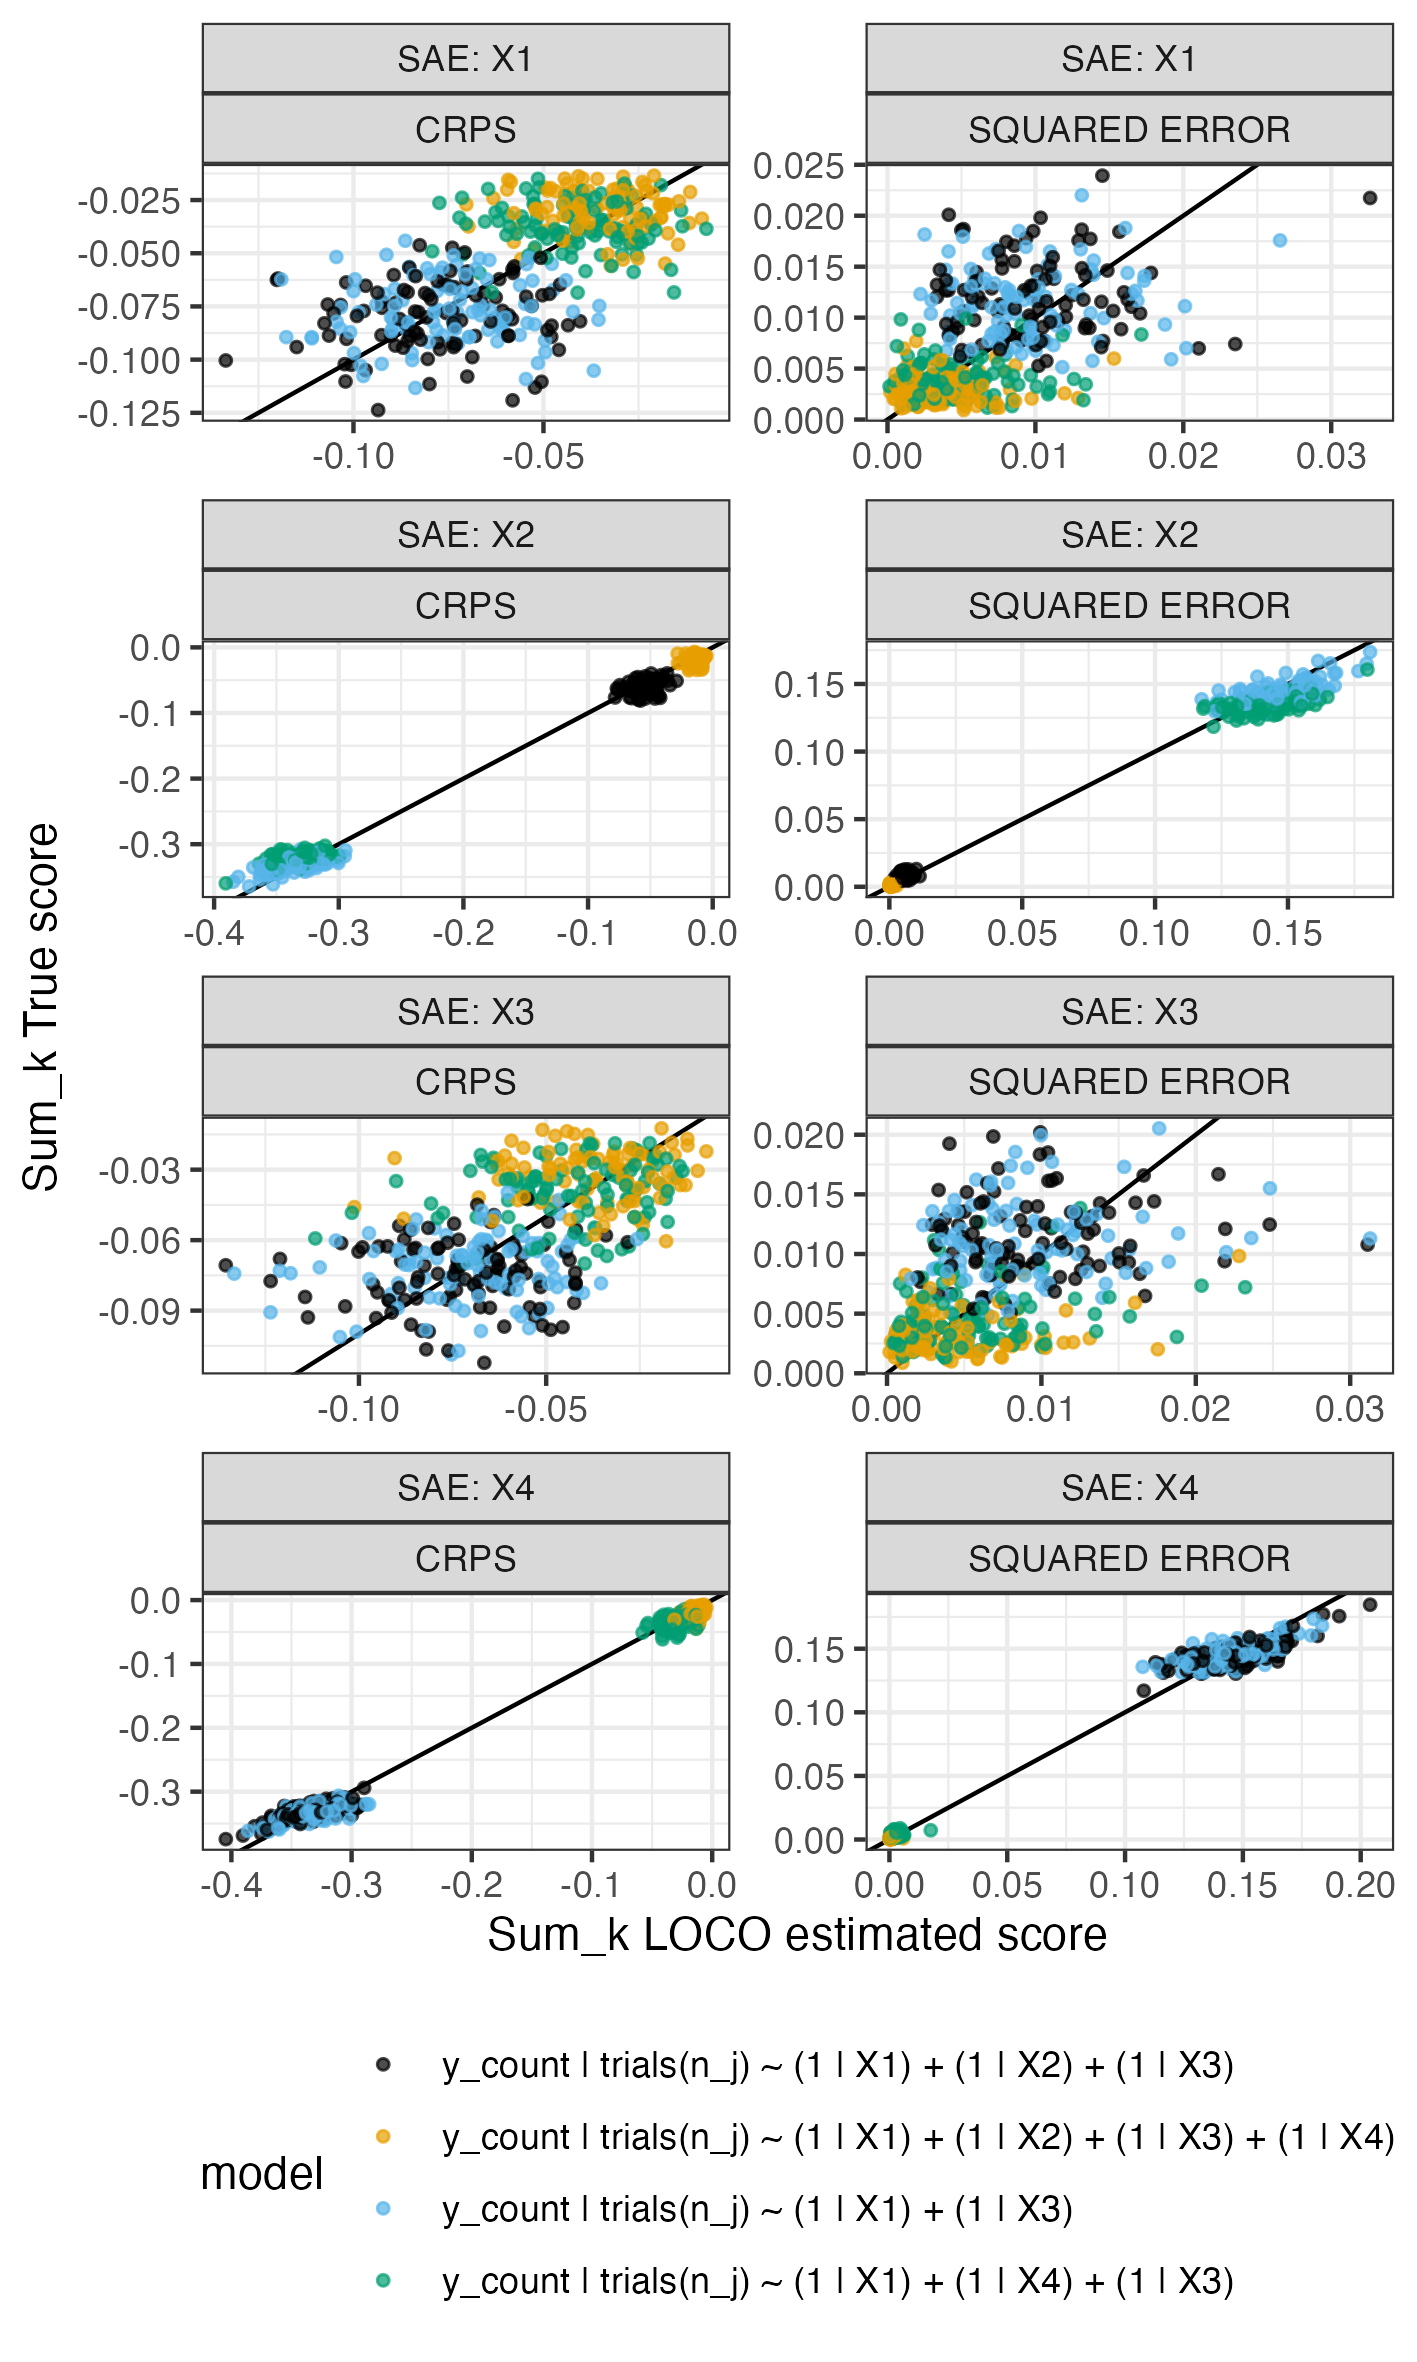 SAE: X1
SAE: X1
CRPS
SQUARED ERROR
-0.025
-0.050
-0.075
-0.100
-0.125
-0.10
-0.05
0.025
0.020
0.015
0.010
0.005
0.000
0.00
0.01
0.02
0.03
SAE: X2
SAE: X2
CRPS
SQUARED ERROR
0.0
-0.1
-0.2
-0.3
-0.4
-0.3
-0.2
-0.1
0.0
0.15
0.10
0.05
0.00
0.00
0.05
0.10
0.15
SAE: X3
SAE: X3
CRPS
SQUARED ERROR
-0.03
-0.06
-0.09
-0.10
-0.05
0.020
0.015
0.010
0.005
0.000
0.00
0.01
0.02
0.03
SAE: X4
SAE: X4
CRPS
SQUARED ERROR
0.0
-0.1
-0.2
-0.3
-0.4
-0.3
-0.2
-0.1
0.0
0.15
0.10
0.05
0.00
0.00
0.05
0.10
0.15
0.20
Sum_k True score
Sum_k LOCO estimated score
model
y_count | trials(n_j) ~ (1 | X1) + (1 | X2) + (1 | X3)
y_count | trials(n_j) ~ (1 | X1) + (1 | X2) + (1 | X3) + (1 | X4)
y_count | trials(n_j) ~ (1 | X1) + (1 | X3)
y_count | trials(n_j) ~ (1 | X1) + (1 | X4) + (1 | X3)